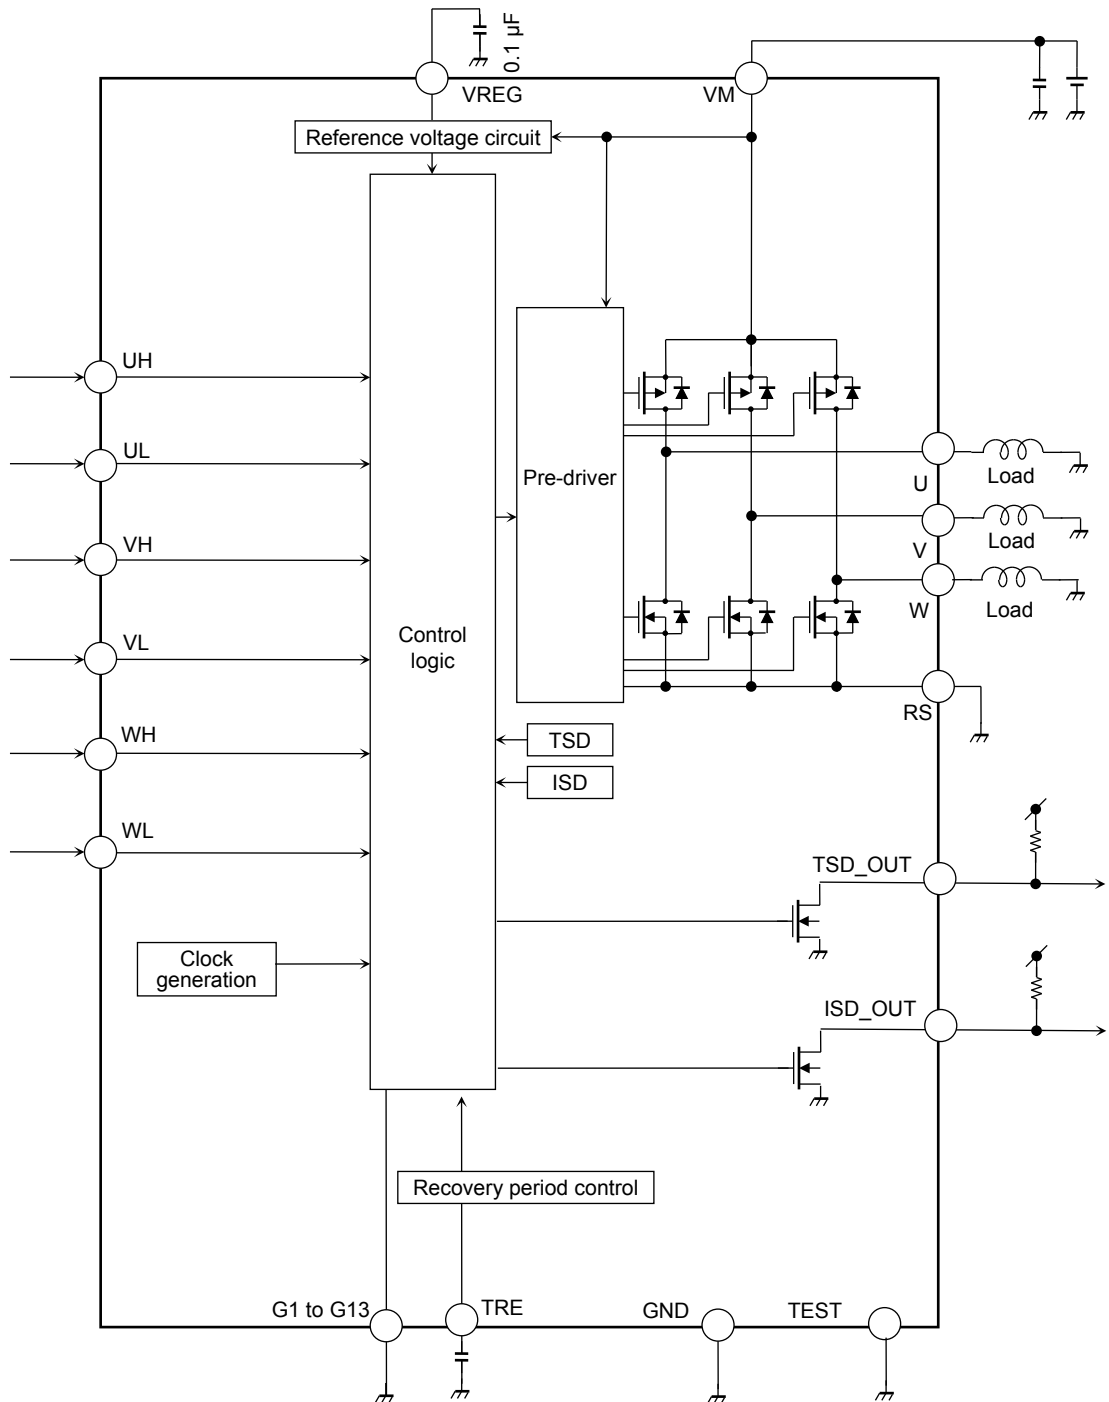 0.1 µF
VREG
VM
Reference voltage circuit
UH
UL
VH
VL
WH
WL
Control
logic
Pre-driver
U
Load
V
Load
W
Load
RS
TSD
ISD
TSD_OUT
Clock
generation
ISD_OUT
Recovery period control
G1 to G13
TRE
GND
TEST